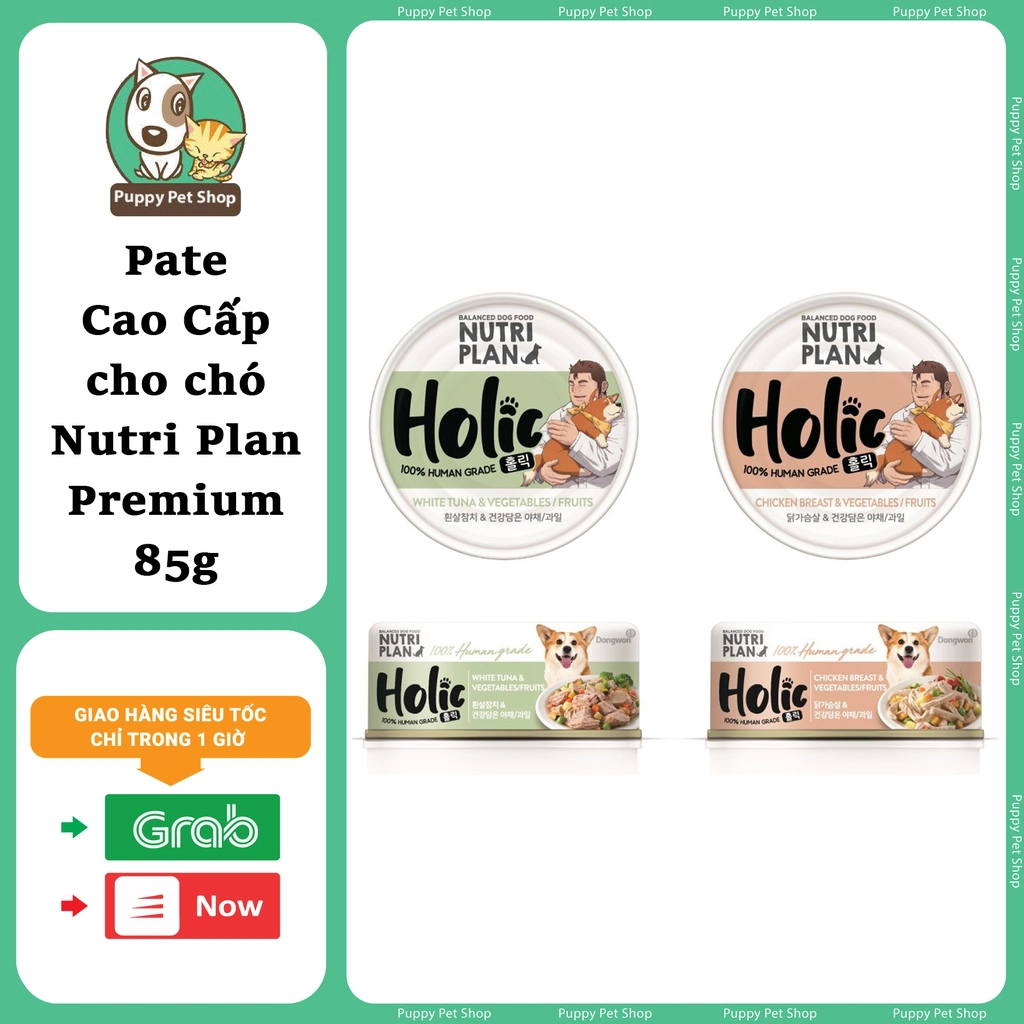 Puppy Pet Shop
Puppy Pet Shop
Puppy Pet Shop
Puppy Pet Shop
Puppy Pet Shop
Pate
Cao Cấp
cho chó
Nutri Plan
Premium
85g
GIAO HÀNG SIÊU TỐC
CHỈ TRONG 1 GIỜ
Grab
Now
BALANCED DOG FOOD
NUTRI
PLAN
Holic
100% HUMAN GRADE
홀릭
WHITE TUNA & VEGETABLES / FRUITS
흰살참치 & 건강담은 야채/과일
BALANCED DOG FOOD
NUTRI
PLAN
Holic
100% HUMAN GRADE
홀릭
CHICKEN BREAST & VEGETABLES / FRUITS
닭가슴살 & 건강담은 야채/과일
BALANCED DOG FOOD
NUTRI
PLAN
100% Human grade
Dongwon
Holic
100% HUMAN GRADE
홀릭
WHITE TUNA &
VEGETABLES/FRUITS
흰살참치 &
건강담은 야채/과일
BALANCED DOG FOOD
NUTRI
PLAN
100% Human grade
Dongwon
Holic
100% HUMAN GRADE
홀릭
CHICKEN BREAST &
VEGETABLES/FRUITS
닭가슴살 &
건강담은 야채/과일
Puppy Pet Shop
Puppy Pet Shop
Puppy Pet Shop
Puppy Pet Shop
Puppy Pet Shop
Puppy Pet Shop
Puppy Pet Shop
Puppy Pet Shop
Puppy Pet Shop